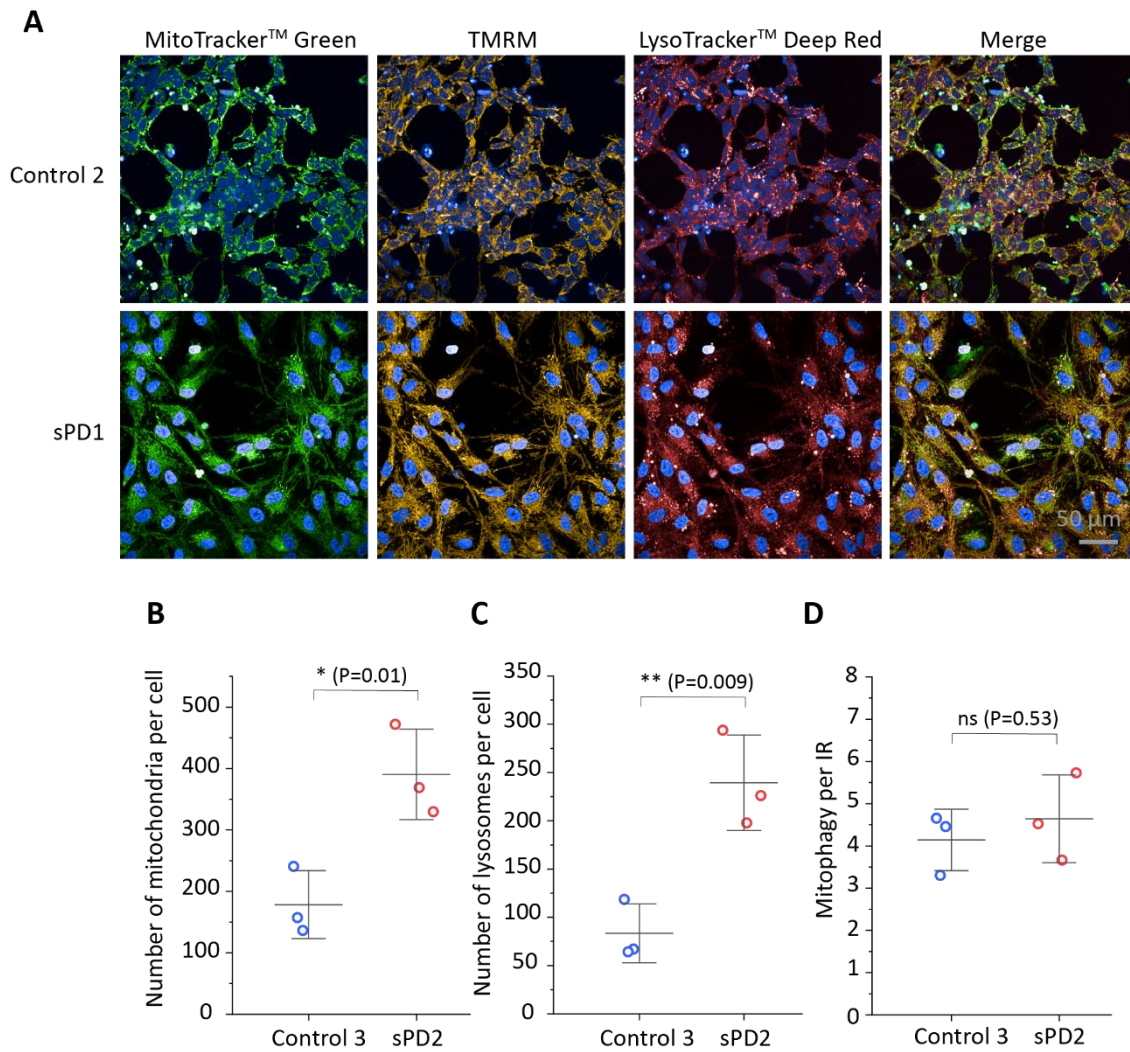 A
MitoTracker™ Green
TMRM
LysoTracker™ Deep Red
Merge
Control 2
sPD1
50 µm
B
Number of mitochondria per cell
500
400
300
200
100
0
* (P=0.01)
Control 3
sPD2
C
Number of lysosomes per cell
350
300
250
200
150
100
50
0
** (P=0.009)
Control 3
sPD2
D
Mitophagy per IR
8
7
6
5
4
3
2
1
0
ns (P=0.53)
Control 3
sPD2